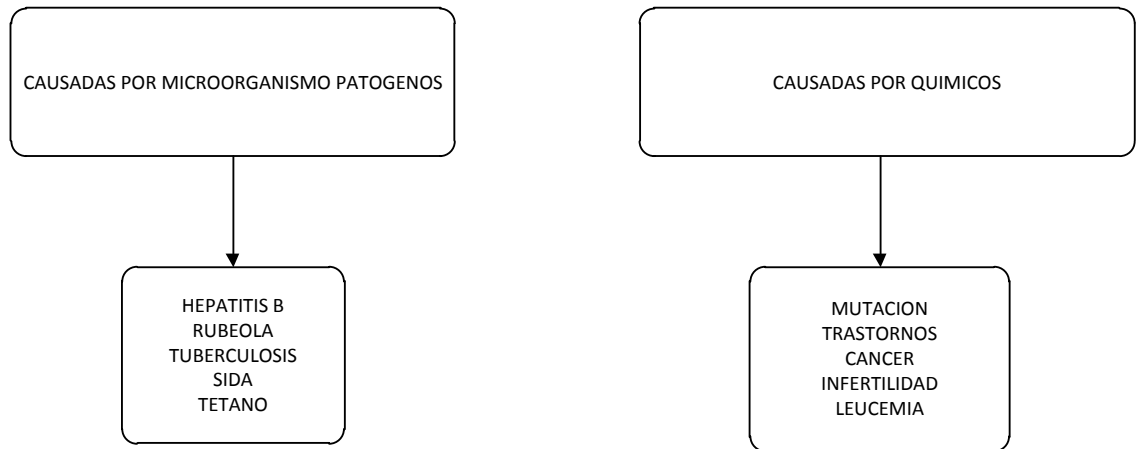 CAUSADAS POR MICROORGANISMO PATOGENOS
HEPATITIS B
RUBEOLA
TUBERCULOSIS
SIDA
TETANO
CAUSADAS POR QUIMICOS
MUTACION
TRASTORNOS
CANCER
INFERTILIDAD
LEUCEMIA